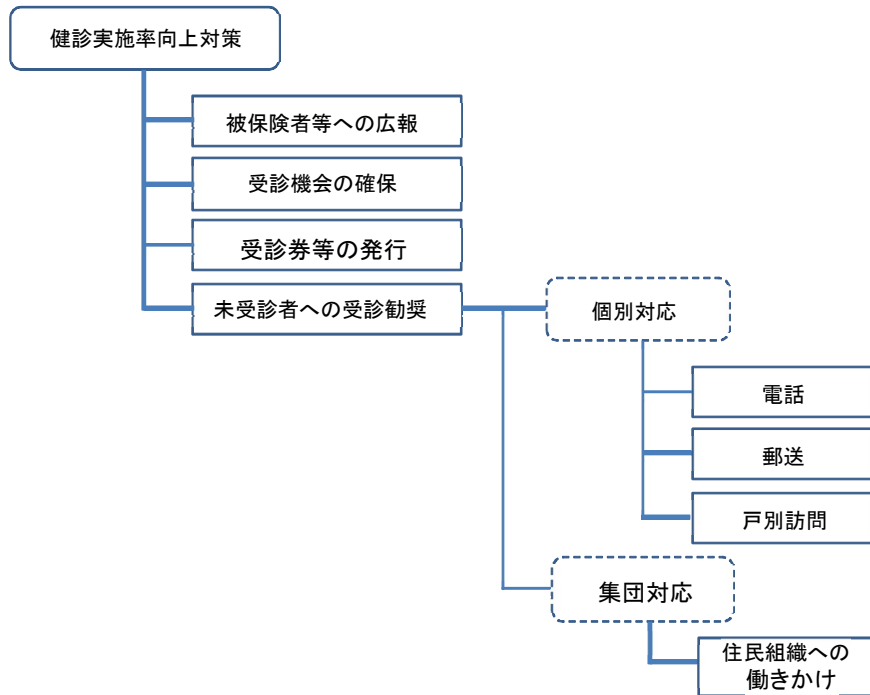 健診実施率向上対策
被保険者等への広報
受診機会の確保
受診券等の発行
未受診者への受診勧奨
個別対応
電話
郵送
戸別訪問
集団対応
住民組織への
働きかけ